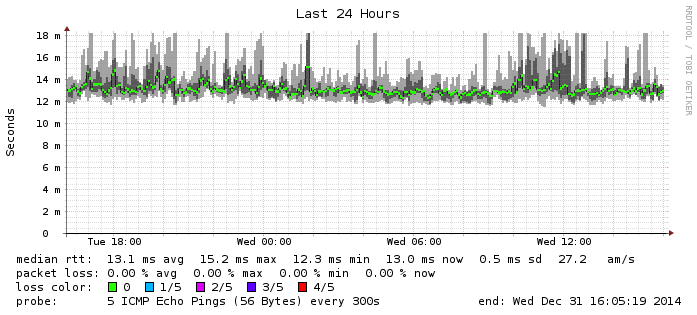 Last 24 Hours
RRDTOOL / TOBI OETIKER
Seconds
18 m
16 m
14 m
12 m
10 m
8 m
6 m
4 m
2 m
0
Tue 18:00 Wed 00:00 Wed 06:00 Wed 12:00
median rtt: 13.1 ms avg 15.2 ms max 12.3 ms min 13.0 ms now 0.5 ms sd 27.2 am/s
packet loss: 0.00 % avg 0.00 % max 0.00 % min 0.00 % now
loss color: 0 1/5 2/5 3/5 4/5
probe: 5 ICMP Echo Pings (56 Bytes) every 300s end: Wed Dec 31 16:05:19 2014